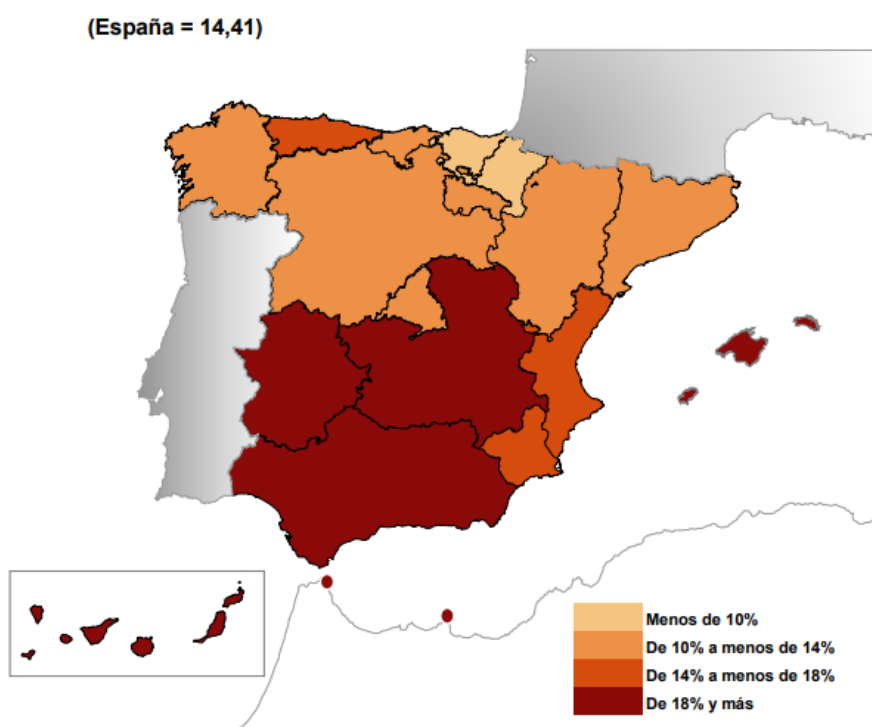 (España = 14,41)
Menos de 10%
De 10% a menos de 14%
De 14% a menos de 18%
De 18% y más